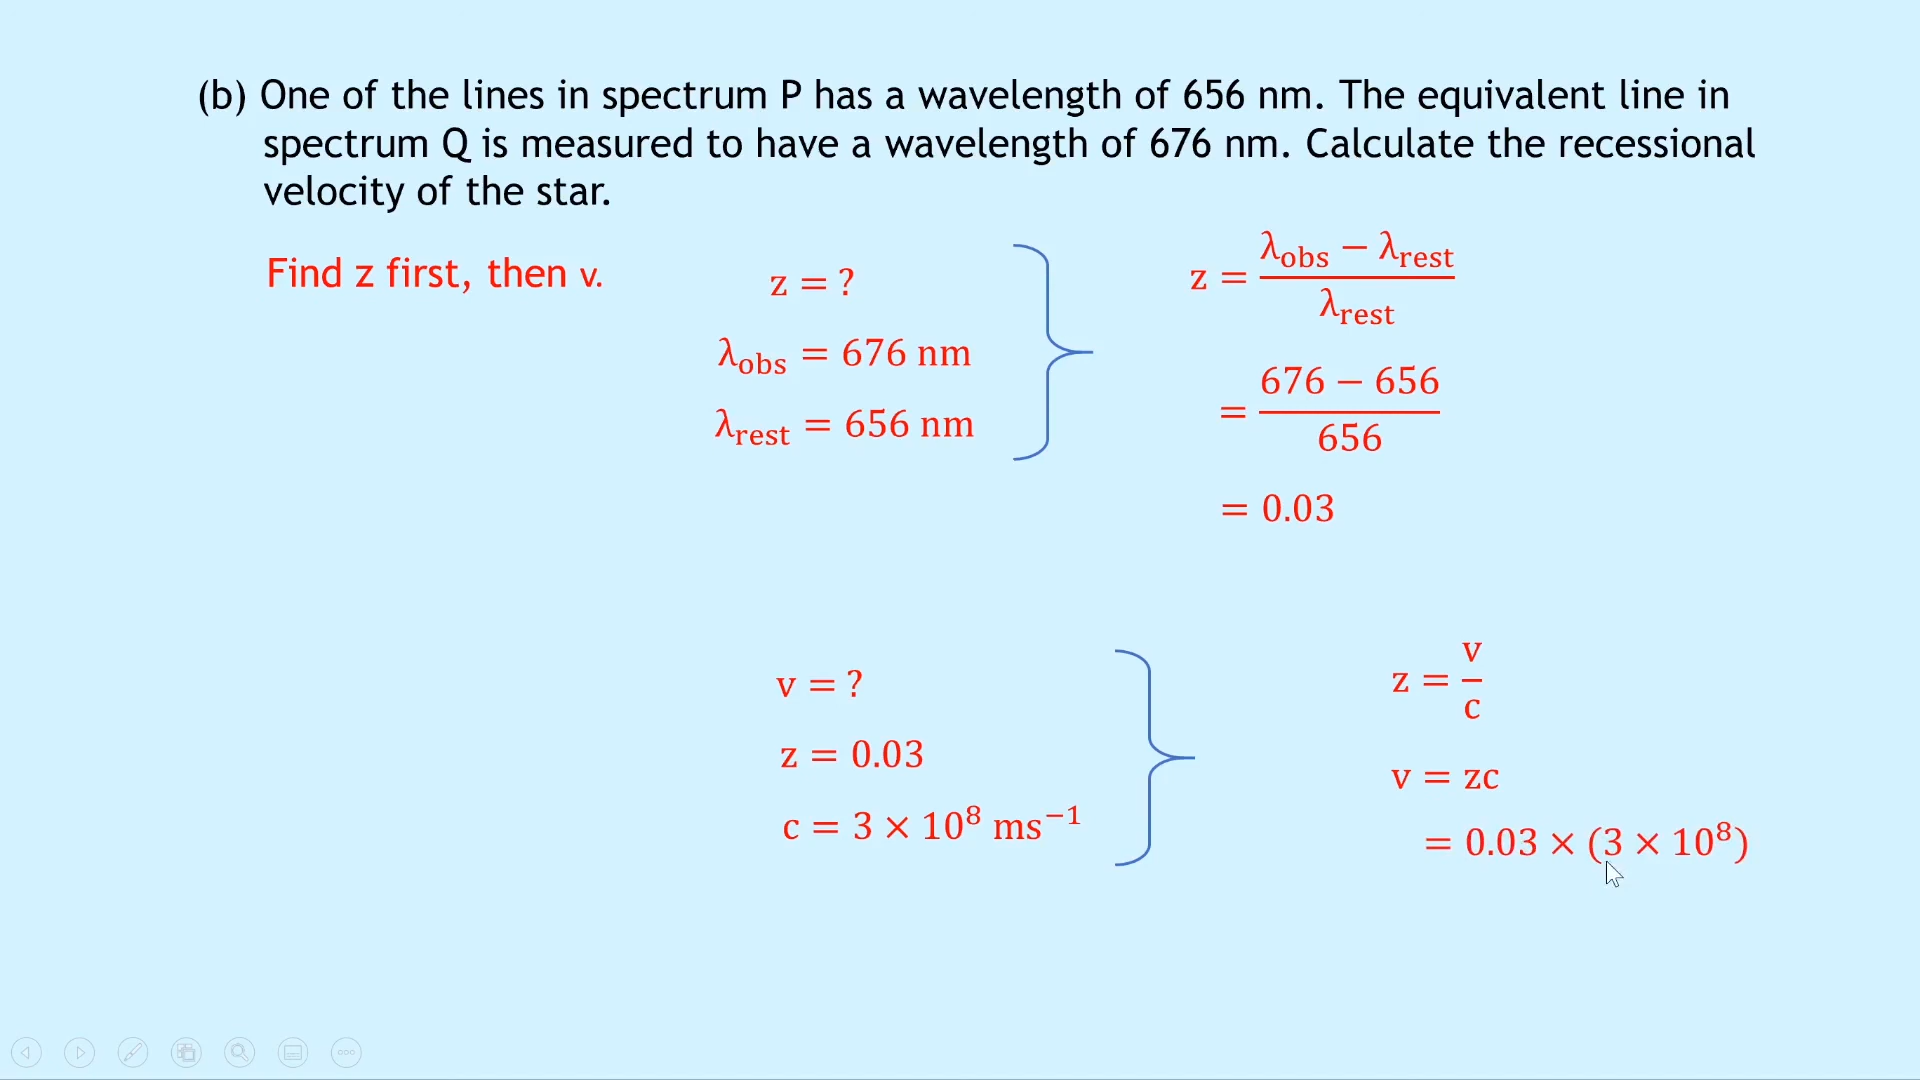 (b) One of the lines in spectrum P has a wavelength of 656 nm. The equivalent line in
spectrum Q is measured to have a wavelength of 676 nm. Calculate the recessional
velocity of the star.
Find z first, then v.
z = ?
λobs = 676 nm
λrest = 656 nm
z = (λobs − λrest) / λrest
= (676 − 656) / 656
= 0.03
v = ?
z = 0.03
c = 3 × 10⁸ ms⁻¹
z = v/c
v = zc
= 0.03 × (3 × 10⁸)